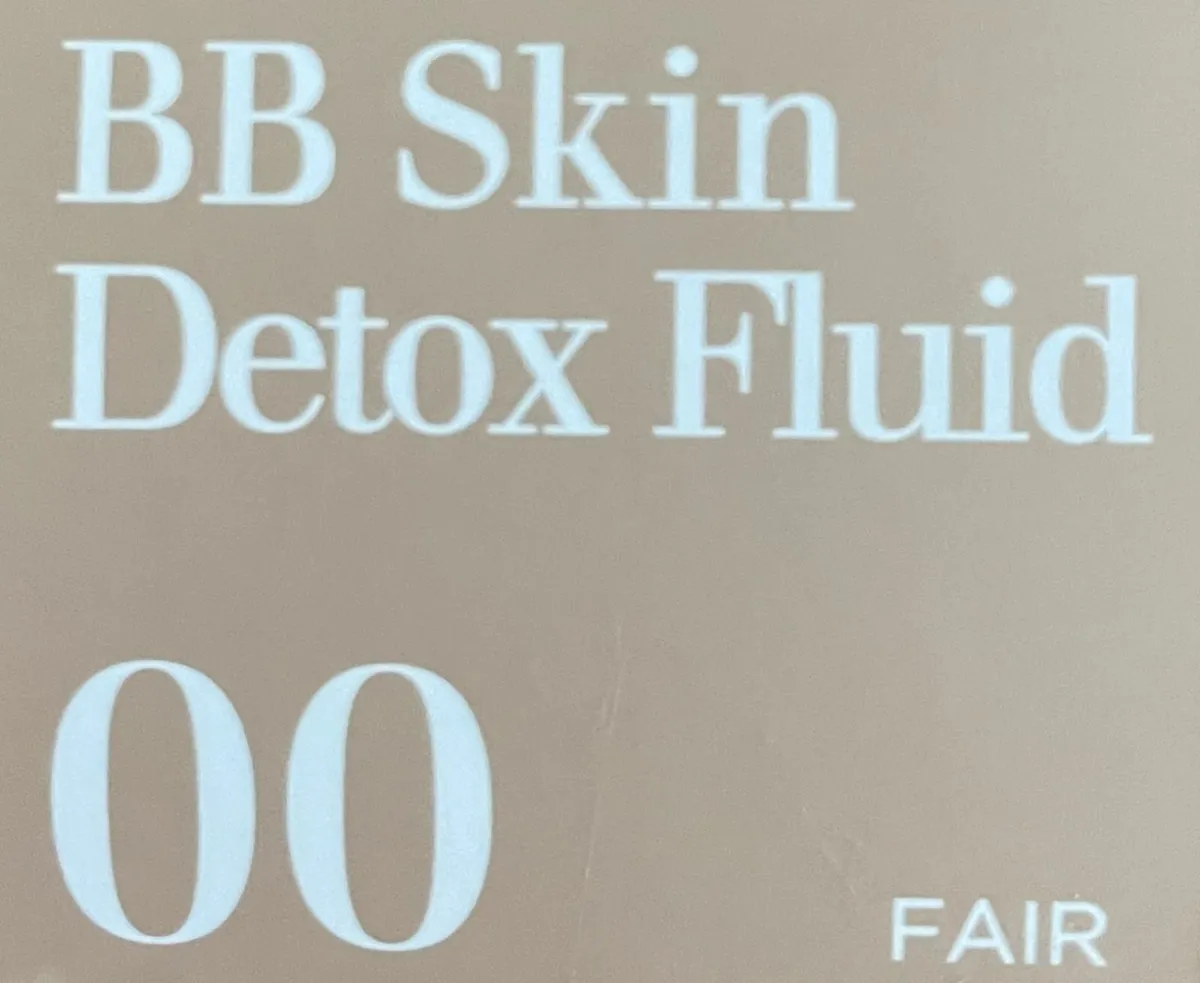 BB Skin
Detox Fluid
00
FAIR